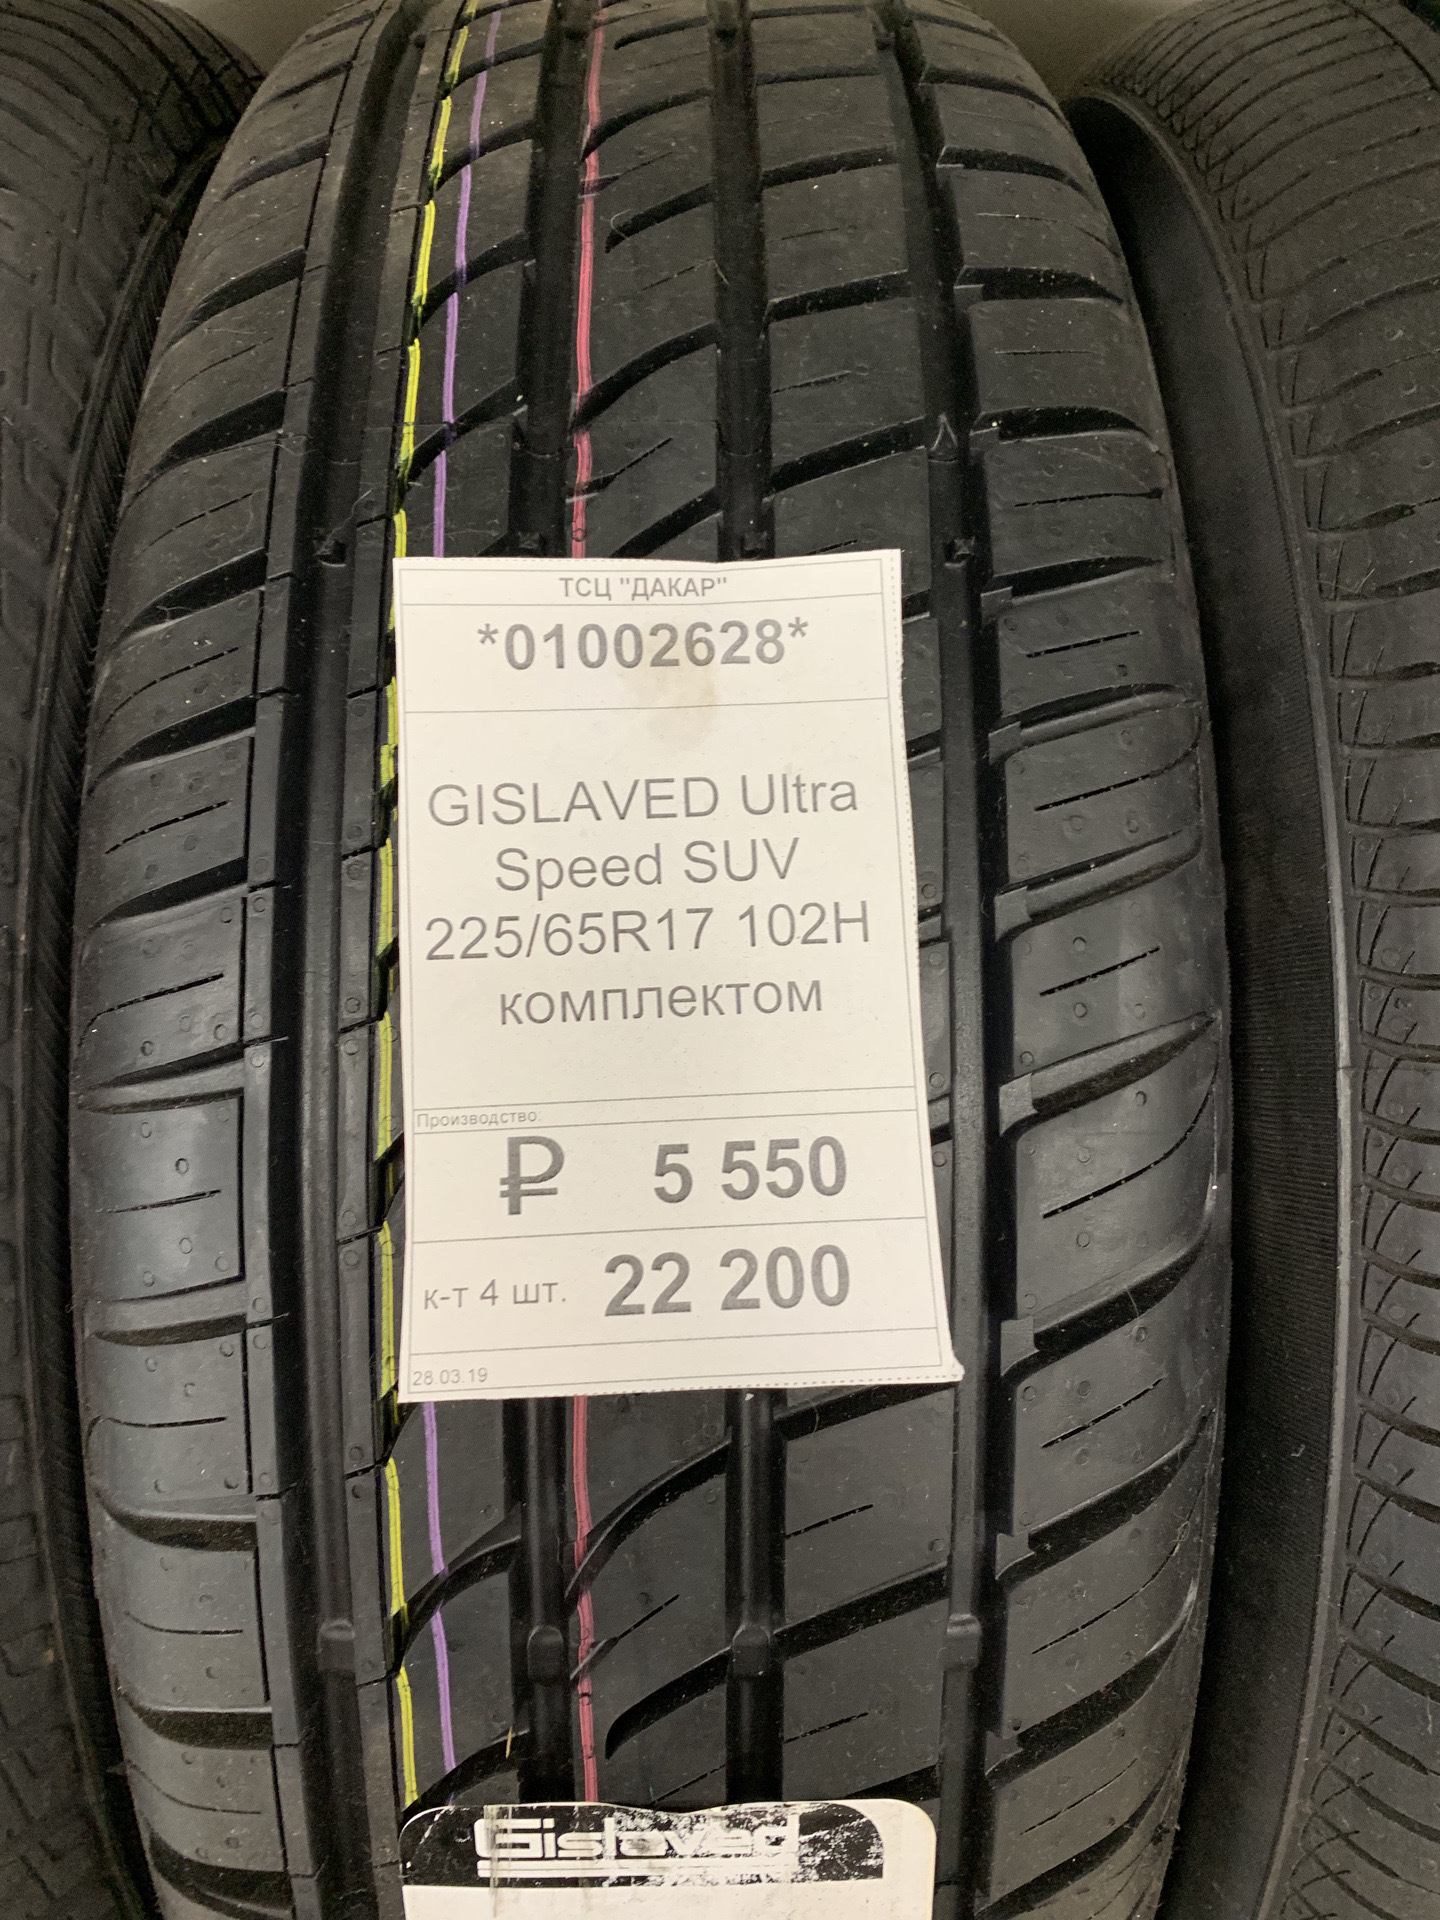 ТСЦ "ДАКАР"
*01002628*
GISLAVED Ultra
Speed SUV
225/65R17 102H
комплектом
Производство:
₽ 5 550
к-т 4 шт. 22 200
28.03.19
Gislaved